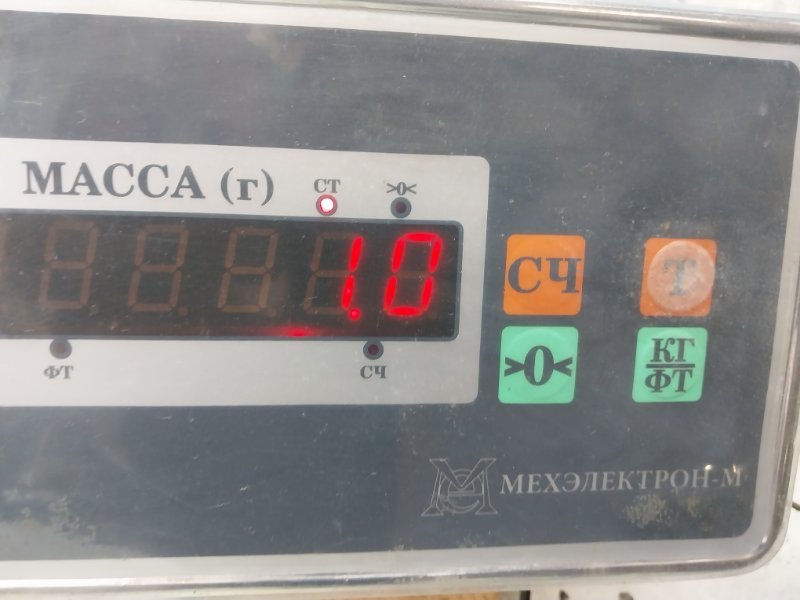 МАССА (г)
СТ
>0<
1.0
ФТ
СЧ
СЧ
Т
>0<
КГ
ФТ
МЕХЭЛЕКТРОН-М